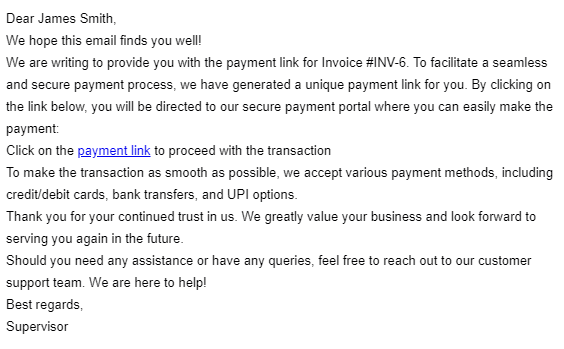 Dear James Smith,
We hope this email finds you well!
We are writing to provide you with the payment link for Invoice #INV-6. To facilitate a seamless
and secure payment process, we have generated a unique payment link for you. By clicking on
the link below, you will be directed to our secure payment portal where you can easily make the
payment:
Click on the payment link to proceed with the transaction
To make the transaction as smooth as possible, we accept various payment methods, including
credit/debit cards, bank transfers, and UPI options.
Thank you for your continued trust in us. We greatly value your business and look forward to
serving you again in the future.
Should you need any assistance or have any queries, feel free to reach out to our customer
support team. We are here to help!
Best regards,
Supervisor